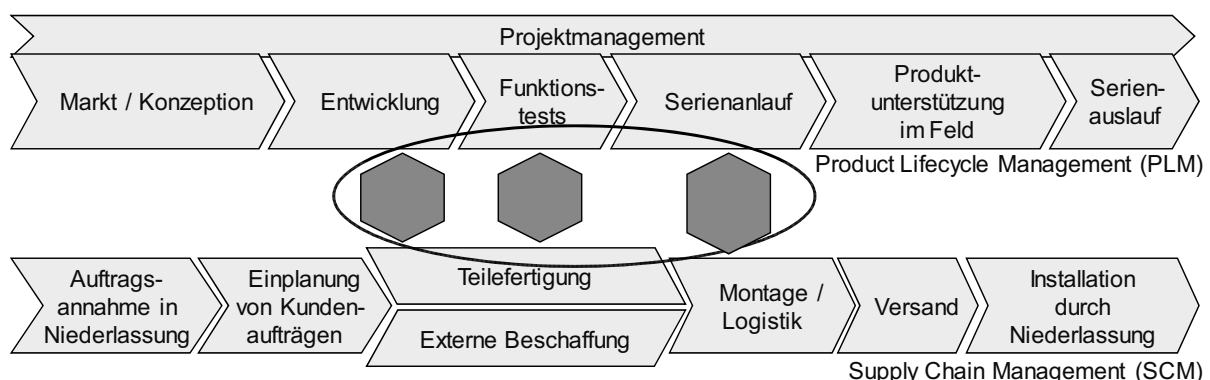 Projektmanagement
Markt / Konzeption
Entwicklung
Funktions-
tests
Serienanlauf
Produkt-
unterstützung
im Feld
Serien-
auslauf
Product Lifecycle Management (PLM)
Auftrags-
annahme in
Niederlassung
Einplanung
von Kunden-
aufträgen
Teilefertigung
Externe Beschaffung
Montage /
Logistik
Versand
Installation
durch
Niederlassung
Supply Chain Management (SCM)